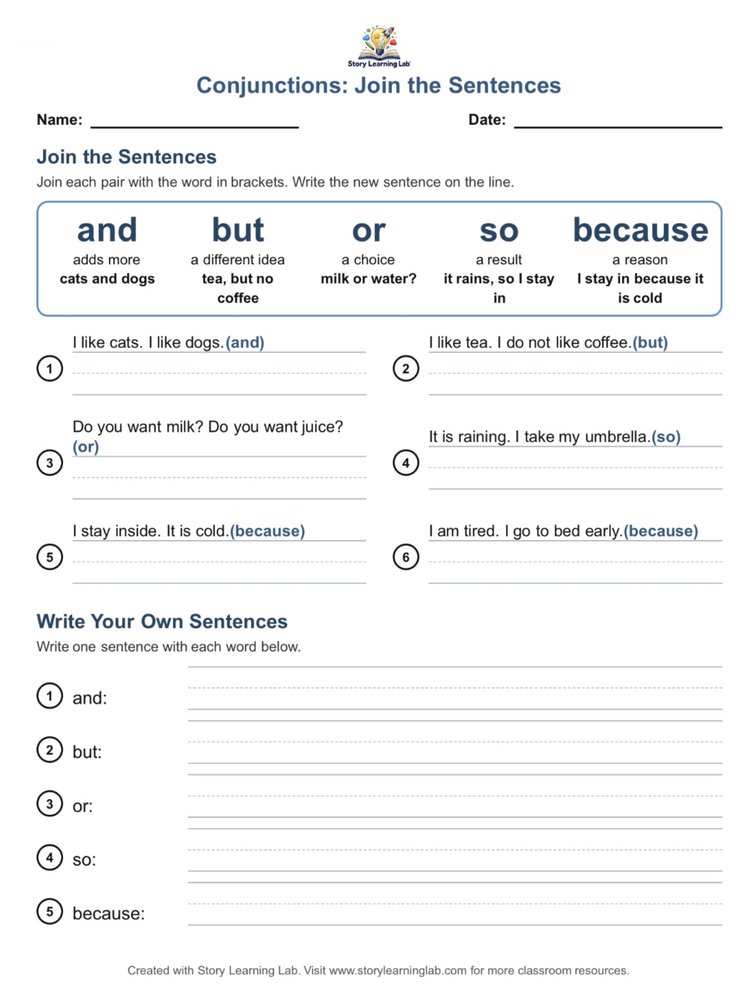 Story Learning Lab
Conjunctions: Join the Sentences
Name:
Date:
Join the Sentences
Join each pair with the word in brackets. Write the new sentence on the line.
and
adds more
cats and dogs
but
a different idea
tea, but no
coffee
or
a choice
milk or water?
so
a result
it rains, so I stay
in
because
a reason
I stay in because it
is cold
1
I like cats. I like dogs.(and)
2
I like tea. I do not like coffee.(but)
3
Do you want milk? Do you want juice?
(or)
4
It is raining. I take my umbrella.(so)
5
I stay inside. It is cold.(because)
6
I am tired. I go to bed early.(because)
Write Your Own Sentences
Write one sentence with each word below.
1 and:
2 but:
3 or:
4 so:
5 because:
Created with Story Learning Lab. Visit www.storylearninglab.com for more classroom resources.